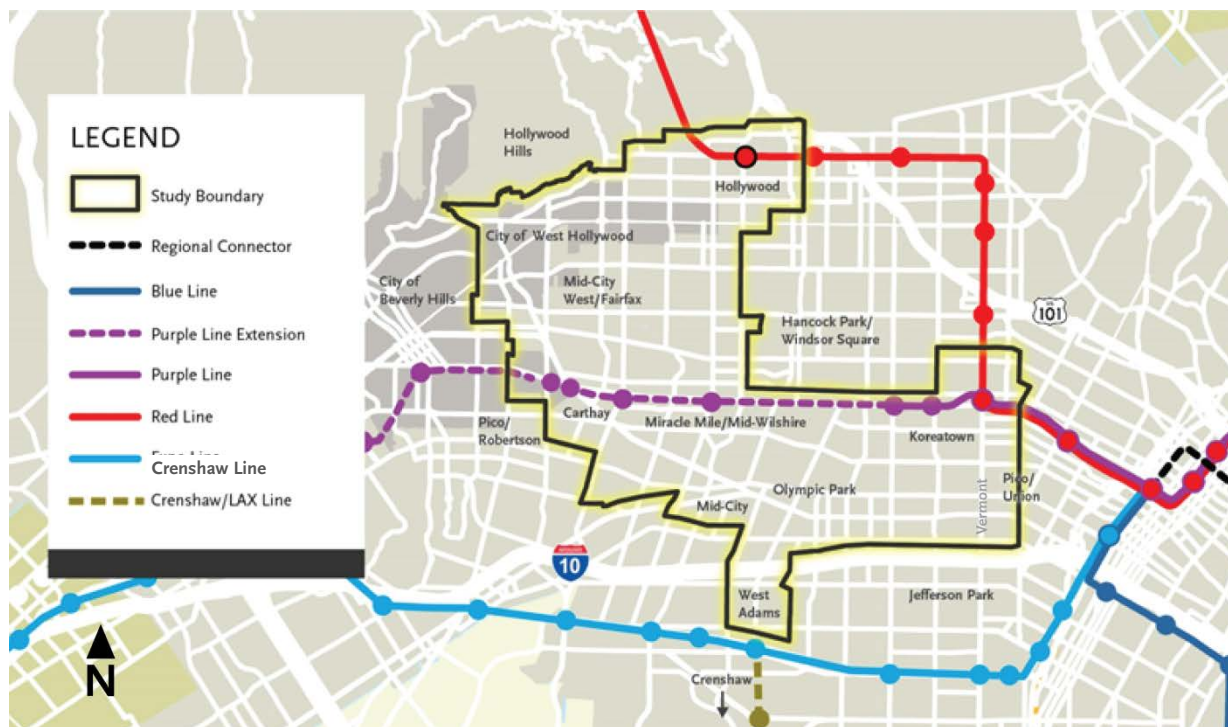 LEGEND
Study Boundary
Regional Connector
Blue Line
Purple Line Extension
Purple Line
Red Line
Crenshaw Line
Crenshaw/LAX Line
N
Hollywood
Hills
Hollywood
City of West Hollywood
City of
Beverly Hills
Mid-City
West/Fairfax
Hancock Park/
Windsor Square
101
Pico/
Robertson
Carthay
Miracle Mile/Mid-Wilshire
Koreatown
Olympic Park
Mid-City
Vermont
Pico/
Union
10
West
Adams
Jefferson Park
Crenshaw